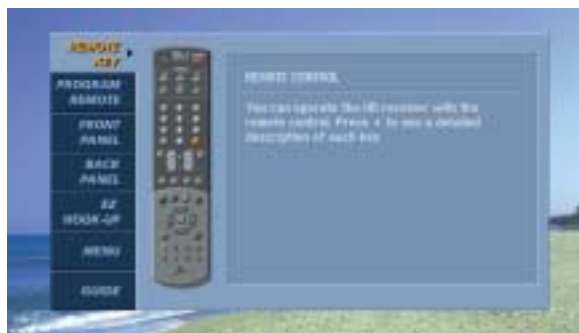 REMOTE
KEY
PROGRAM
REMOTE
FRONT
PANEL
BACK
PANEL
EZ
HOOK-UP
MENU
GUIDE
REMOTE CONTROL
You can operate the HD receiver with the
remote control. Press to see a detailed
description of each key